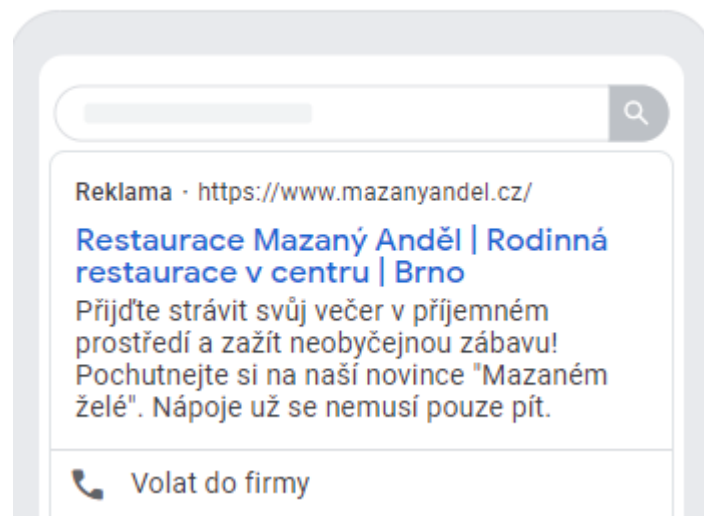 Reklama · https://www.mazanyandel.cz/
Restaurace Mazaný Anděl | Rodinná
restaurace v centru | Brno
Přijďte strávit svůj večer v příjemném
prostředí a zažít neobyčejnou zábavu!
Pochutnejte si na naší novince "Mazaném
želé". Nápoje už se nemusí pouze pít.
Volat do firmy